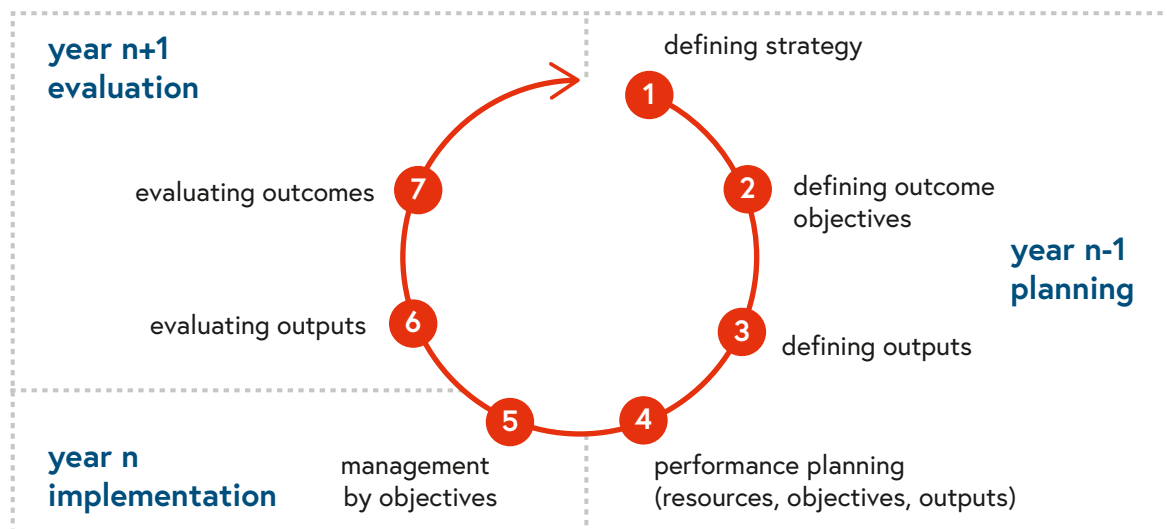 year n+1
evaluation
defining strategy
1
2
defining outcome
objectives
year n-1
planning
3
defining outputs
4
performance planning
(resources, objectives, outputs)
5
management
by objectives
year n
implementation
6
evaluating outputs
7
evaluating outcomes